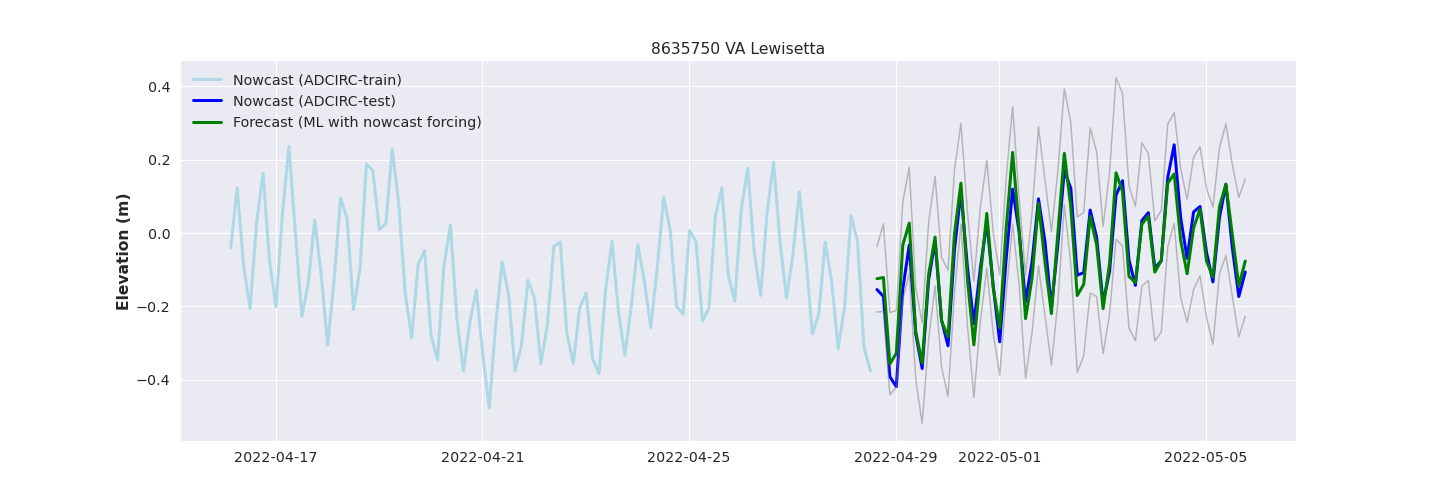 8635750 VA Lewisetta
Nowcast (ADCIRC-train)
Nowcast (ADCIRC-test)
Forecast (ML with nowcast forcing)
Elevation (m)
0.4
0.2
0.0
−0.2
−0.4
2022-04-17
2022-04-21
2022-04-25
2022-04-29
2022-05-01
2022-05-05